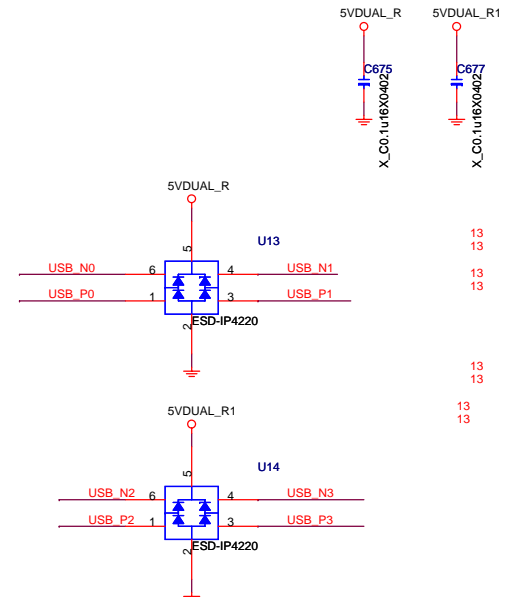 5VDUAL_R
5VDUAL_R1
C675
X_C0.1u16X0402
C677
X_C0.1u16X0402
5VDUAL_R
U13
5
USB_N0
6
4
USB_N1
USB_P0
1
3
USB_P1
2
ESD-IP4220
13
13
13
13
13
13
13
13
5VDUAL_R1
U14
5
USB_N2
6
4
USB_N3
USB_P2
1
3
USB_P3
2
ESD-IP4220